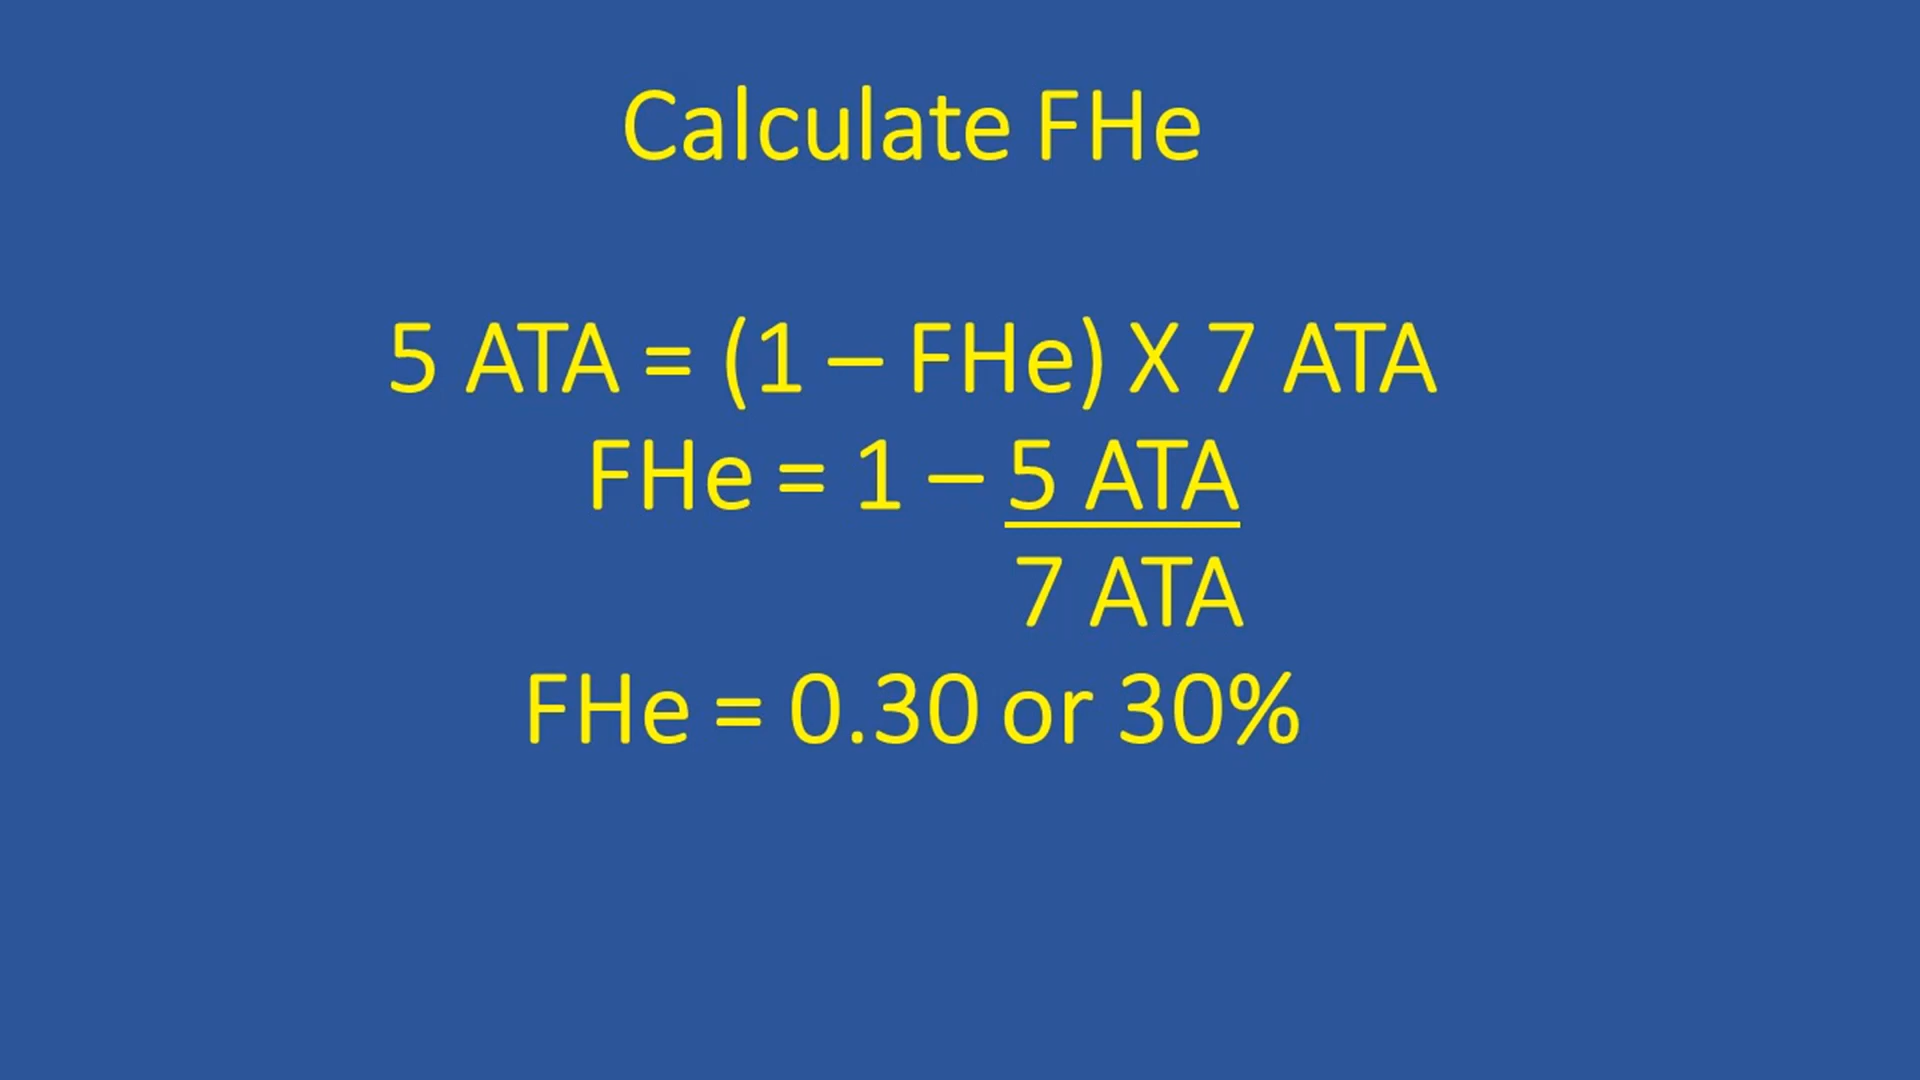 Calculate FHe
5 ATA = (1 – FHe) X 7 ATA
FHe = 1 – 5 ATA
7 ATA
FHe = 0.30 or 30%